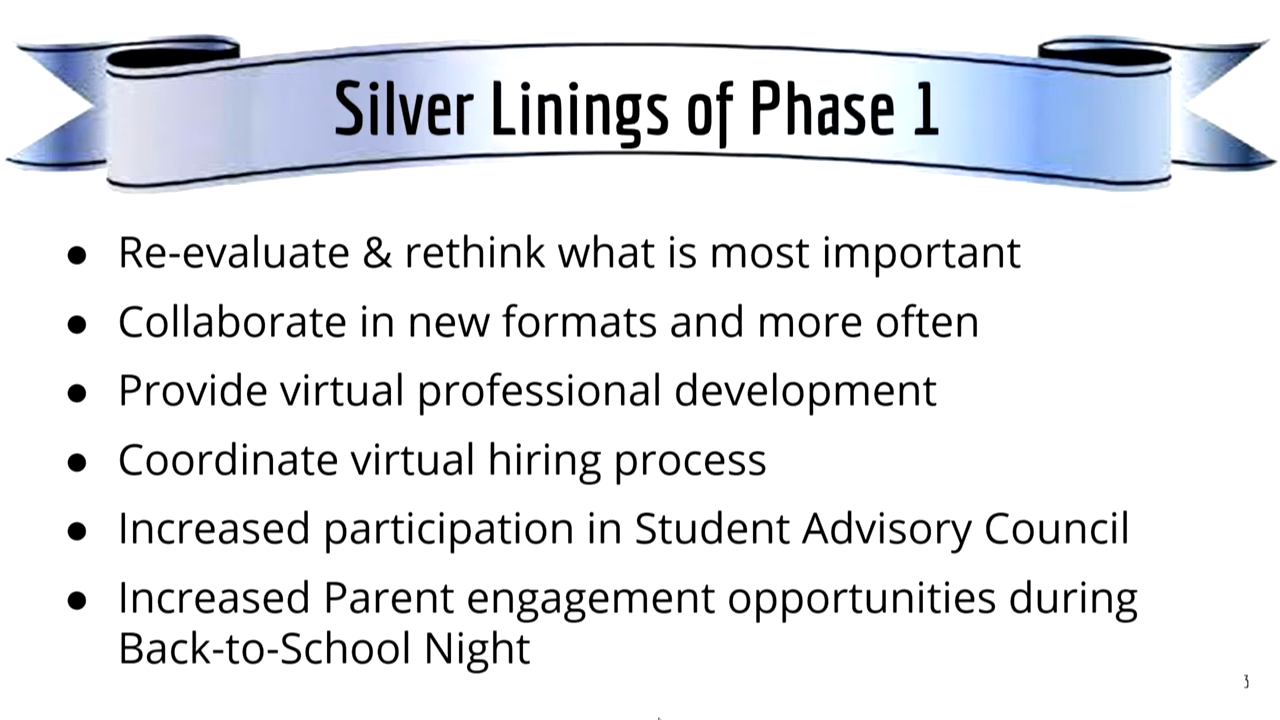 Silver Linings of Phase 1
● Re-evaluate & rethink what is most important
● Collaborate in new formats and more often
● Provide virtual professional development
● Coordinate virtual hiring process
● Increased participation in Student Advisory Council
● Increased Parent engagement opportunities during
Back-to-School Night
3